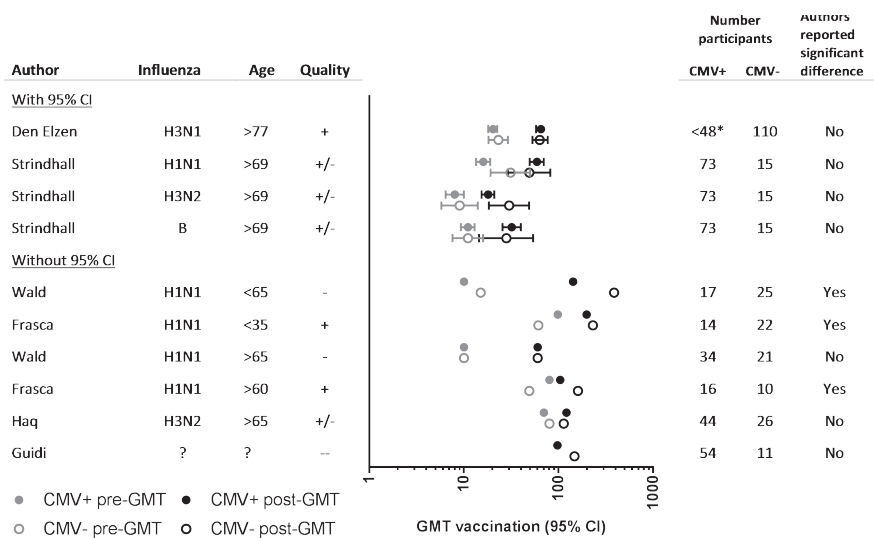 Number participants Authors reported significant difference
Author Influenza Age Quality CMV+ CMV-
With 95% CI
Den Elzen H3N1 >77 + <48* 110 No
Strindhall H1N1 >69 +/- 73 15 No
Strindhall H3N2 >69 +/- 73 15 No
Strindhall B >69 +/- 73 15 No
Without 95% CI
Wald H1N1 <65 - 17 25 Yes
Frasca H1N1 <35 + 14 22 Yes
Wald H1N1 >65 - 34 21 No
Frasca H1N1 >60 + 16 10 Yes
Haq H3N2 >65 +/- 44 26 No
Guidi ? ? -- 54 11 No
1 10 100 1000
CMV+ pre-GMT CMV+ post-GMT
CMV- pre-GMT CMV- post-GMT
GMT vaccination (95% CI)